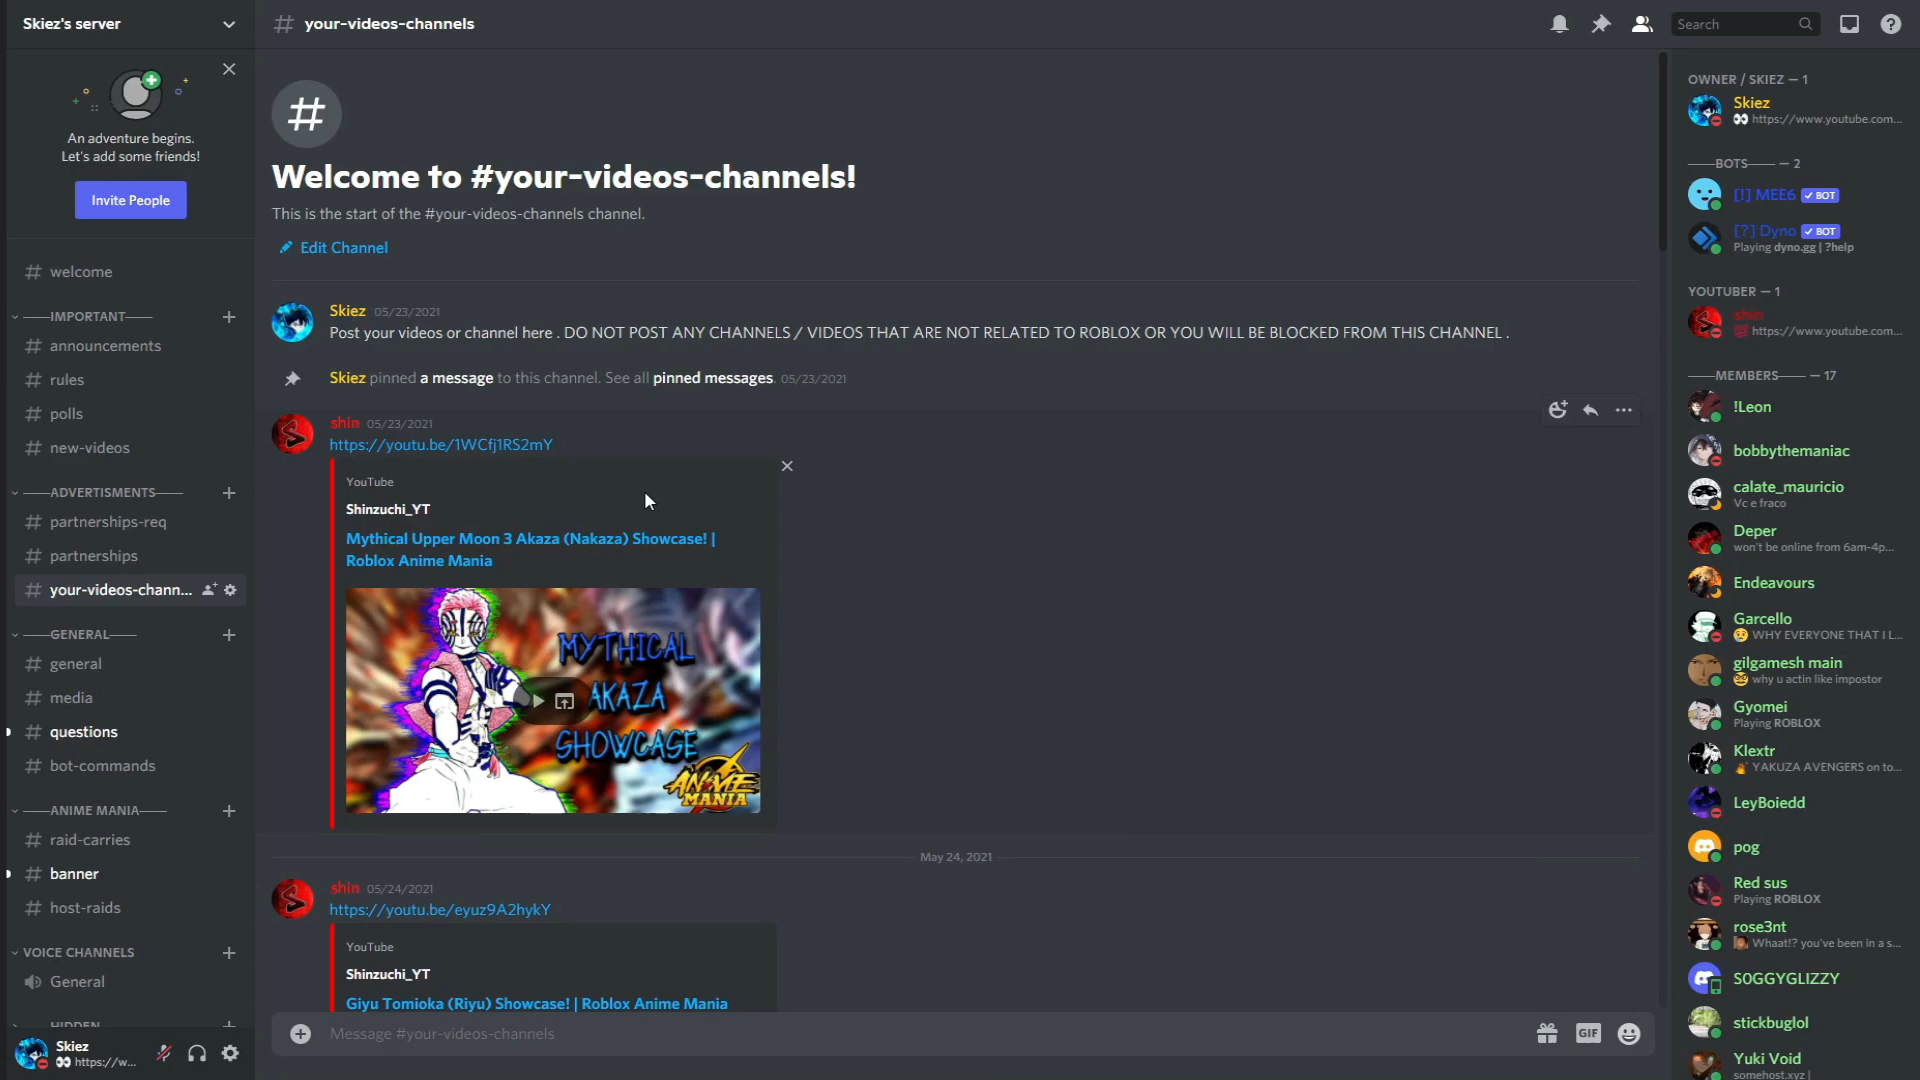 Skiez's server
An adventure begins.
Let's add some friends!
Invite People
# welcome
——IMPORTANT——
# announcements
# rules
# polls
# new-videos
——ADVERTISMENTS——
# partnerships-req
# partnerships
# your-videos-chann...
——GENERAL——
# general
# media
# questions
# bot-commands
——ANIME MANIA——
# raid-carries
# banner
# host-raids
VOICE CHANNELS
General
HIDDEN
Skiez
👀 https://w...
# your-videos-channels
Search
#
Welcome to #your-videos-channels!
This is the start of the #your-videos-channels channel.
Edit Channel
Skiez 05/23/2021
Post your videos or channel here . DO NOT POST ANY CHANNELS / VIDEOS THAT ARE NOT RELATED TO ROBLOX OR YOU WILL BE BLOCKED FROM THIS CHANNEL .
Skiez pinned a message to this channel. See all pinned messages. 05/23/2021
shin 05/23/2021
https://youtu.be/1WCfj1RS2mY
YouTube
Shinzuchi_YT
Mythical Upper Moon 3 Akaza (Nakaza) Showcase! |
Roblox Anime Mania
MYTHICAL
AKAZA
SHOWCASE
ANIME
MANIA
May 24, 2021
shin 05/24/2021
https://youtu.be/eyuz9A2hykY
YouTube
Shinzuchi_YT
Giyu Tomioka (Riyu) Showcase! | Roblox Anime Mania
Message #your-videos-channels
GIF
OWNER / SKIEZ — 1
Skiez
👀 https://www.youtube.com...
——BOTS—— — 2
[!] MEE6 ✓ BOT
[?] Dyno ✓ BOT
Playing dyno.gg | ?help
YOUTUBER — 1
shin
💯 https://www.youtube.com...
——MEMBERS—— — 17
!Leon
bobbythemaniac
calate_mauricio
Vc e fraco
Deper
won't be online from 6am-4p...
Endeavours
Garcello
😢 WHY EVERYONE THAT I L...
gilgamesh main
🤓 why u actin like impostor
Gyomei
Playing ROBLOX
Klextr
YAKUZA AVENGERS on to...
LeyBoiedd
pog
Red sus
Playing ROBLOX
rose3nt
Whaat!? you've been in a s...
S0GGYGLIZZY
stickbuglol
Yuki Void
somehost.xyz |